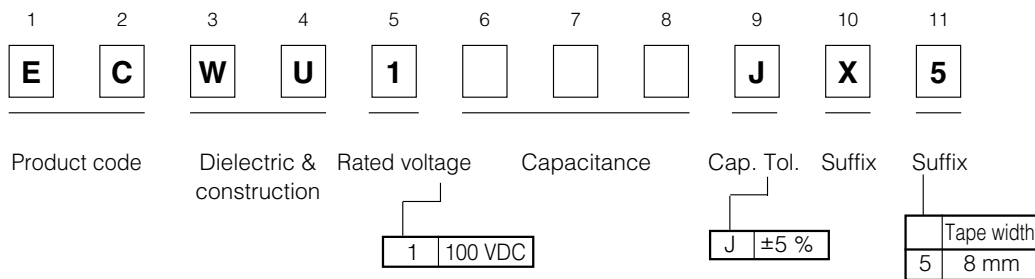 1 2 3 4 5 6 7 8 9 10 11
E C W U 1 J X 5
Product code Dielectric & construction Rated voltage Capacitance Cap. Tol. Suffix Suffix
1 100 VDC
J ±5 %
Tape width
5 8 mm